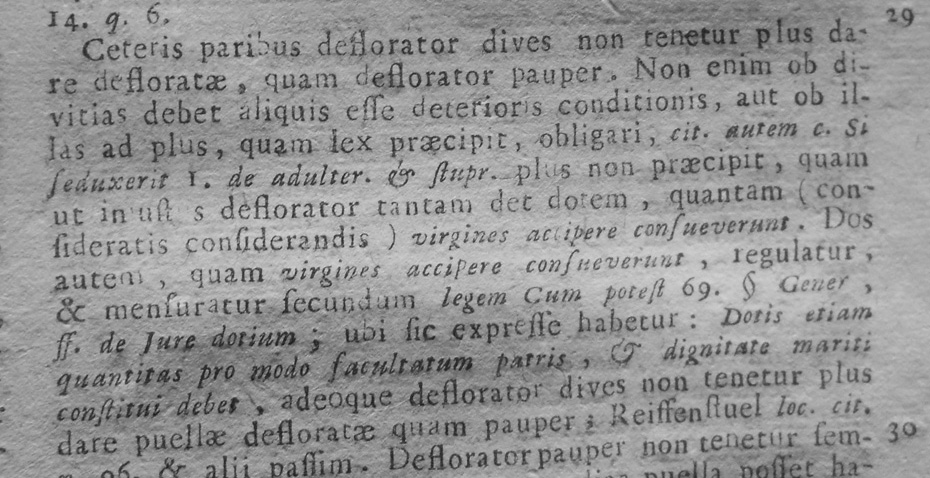 14. q. 6.
29
Ceteris paribus deflorator dives non tenetur plus da-
re defloratæ, quam deflorator pauper. Non enim ob di-
vitias debet aliquis eſſe deterioris conditionis, aut ob il-
las ad plus, quam lex præcipit, obligari, cit. autem c. Si
ſeduxerit 1. de adulter. & ſtupr. plus non præcipit, quam
ut deflorator tantam det dotem, quantam (con-
ſideratis conſiderandis) virgines accipere conſueverunt. Dos
autem, quam virgines accipere conſueverunt, regulatur,
& menſuratur ſecundum legem Cum poteſt 69. § Gener,
ff. de Jure dotium; ubi ſic expreſſe habetur: Dotis etiam
quantitas pro modo facultatum patris, & dignitate mariti
conſtitui debet, adeoque deflorator dives non tenetur plus
dare puellæ defloratæ quam pauper; Reiffenſtuel loc. cit.
& alii paſſim. Deflorator pauper non tenetur ſem- 30
puella poſſet ha-